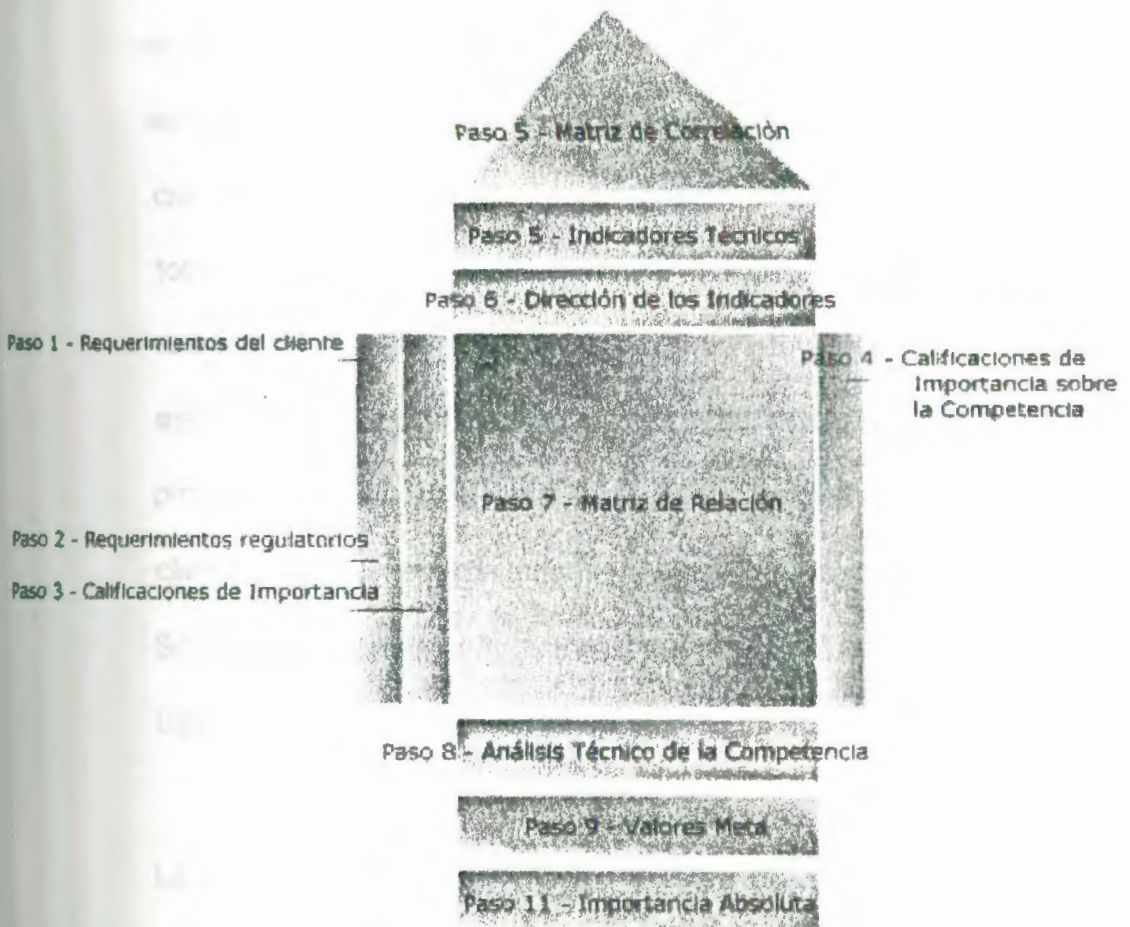 Paso 5 - Matriz de Correlación
Paso 5 - Indicadores Técnicos
Paso 6 - Dirección de los Indicadores
Paso 1 - Requerimientos del cliente
Paso 4 - Calificaciones de
Importancia sobre
la Competencia
Paso 7 - Matriz de Relación
Paso 2 - Requerimientos regulatorios
Paso 3 - Calificaciones de Importancia
Paso 8 - Análisis Técnico de la Competencia
Paso 9 - Valores Meta
Paso 11 - Importancia Absoluta